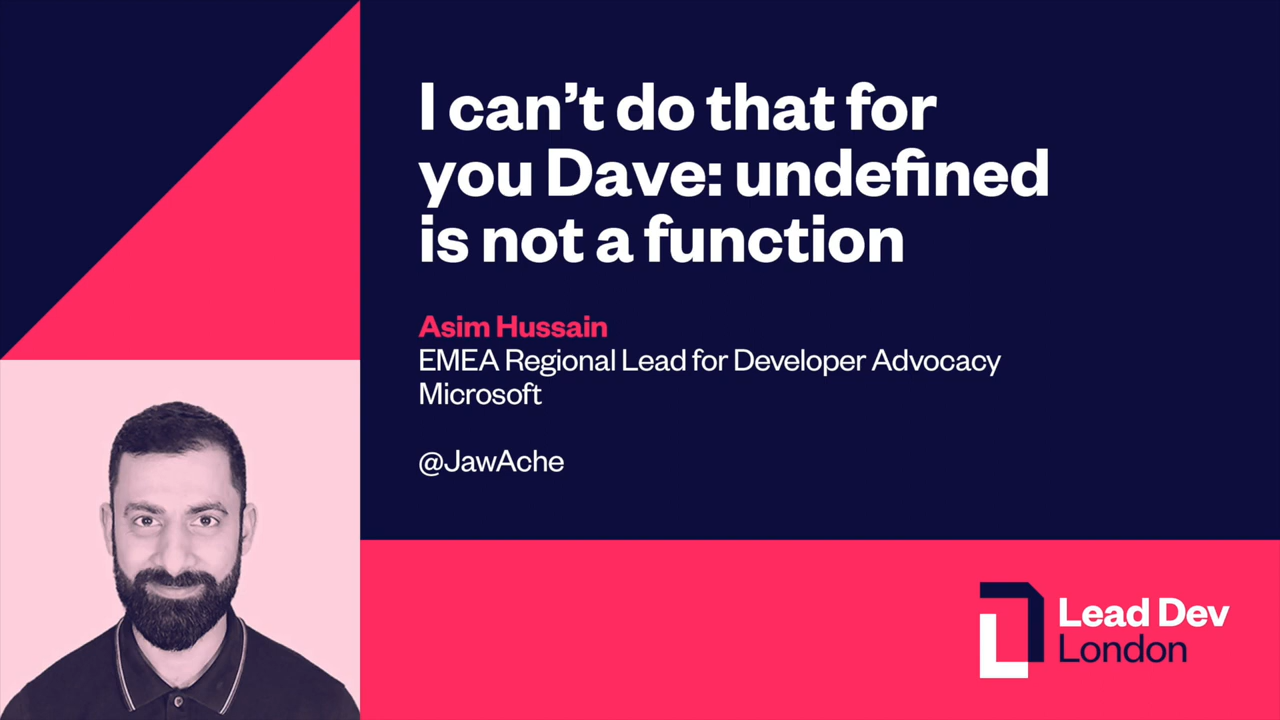 I can’t do that for
you Dave: undefined
is not a function
Asim Hussain
EMEA Regional Lead for Developer Advocacy
Microsoft
@JawAche
Lead Dev
London